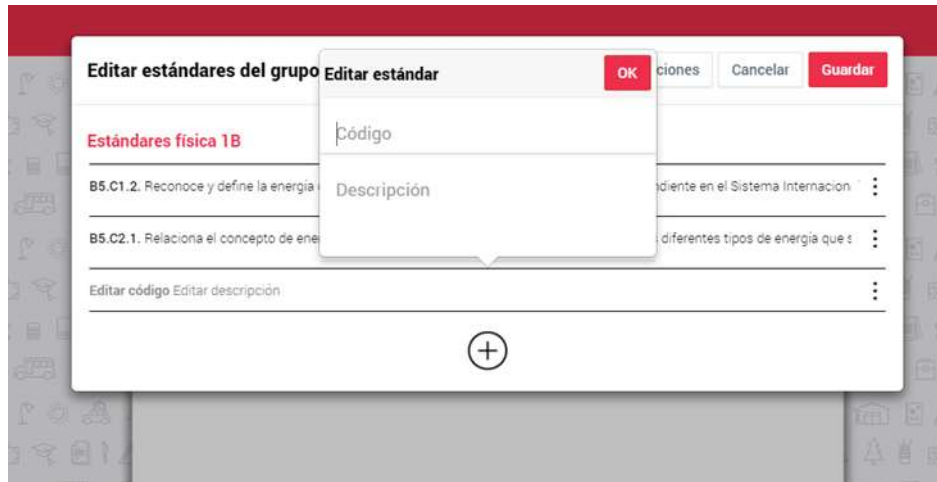 Editar estándares del grupo
Editar estándar
OK
ciones
Cancelar
Guardar
Estándares física 1B
Código
Descripción
B5.C1.2. Reconoce y define la energía diente en el Sistema Internacion
B5.C2.1. Relaciona el concepto de ene diferentes tipos de energía que s
Editar código Editar descripción